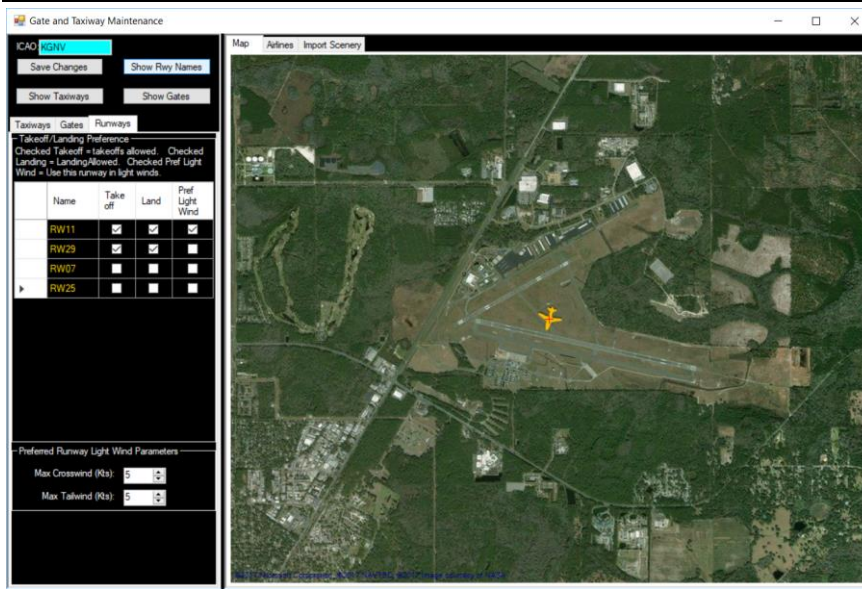 Gate and Taxiway Maintenance
ICAO: KGNV
Save Changes
Show Rwy Names
Show Taxiways
Show Gates
Taxiways Gates Runways
Takeoff/Landing Preference
Checked Takeoff = takeoffs allowed. Checked
Landing = LandingAllowed. Checked Pref Light
Wind = Use this runway in light winds.
Name Take off Land Pref Light Wind
RW11
RW29
RW07
RW25
Preferred Runway Light Wind Parameters
Max Crosswind (Kts): 5
Max Tailwind (Kts): 5
Map Airlines Import Scenery